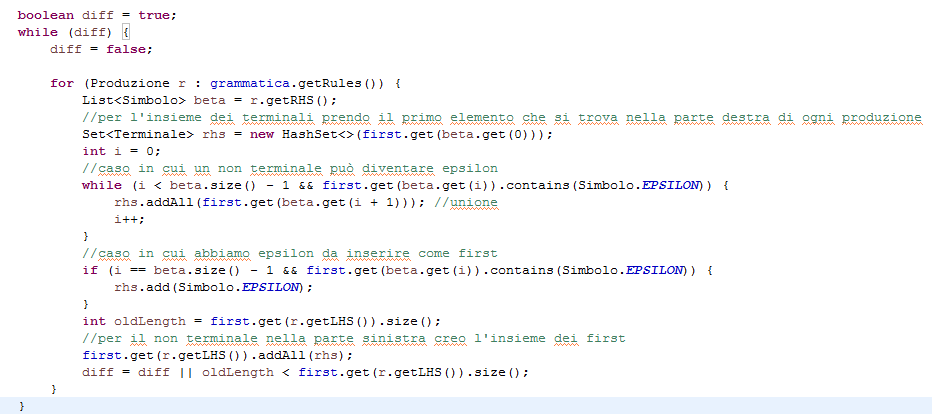 boolean diff = true;
while (diff) {
    diff = false;

    for (Produzione r : grammatica.getRules()) {
        List<Simbolo> beta = r.getRHS();
        //per l'insieme dei terminali prendo il primo elemento che si trova nella parte destra di ogni produzione
        Set<Terminale> rhs = new HashSet<>(first.get(beta.get(0)));
        int i = 0;
        //caso in cui un non terminale può diventare epsilon
        while (i < beta.size() - 1 && first.get(beta.get(i)).contains(Simbolo.EPSILON)) {
            rhs.addAll(first.get(beta.get(i + 1))); //unione
            i++;
        }
        //caso in cui abbiamo epsilon da inserire come first
        if (i == beta.size() - 1 && first.get(beta.get(i)).contains(Simbolo.EPSILON)) {
            rhs.add(Simbolo.EPSILON);
        }
        int oldLength = first.get(r.getLHS()).size();
        //per il non terminale nella parte sinistra creo l'insieme dei first
        first.get(r.getLHS()).addAll(rhs);
        diff = diff || oldLength < first.get(r.getLHS()).size();
    }
}